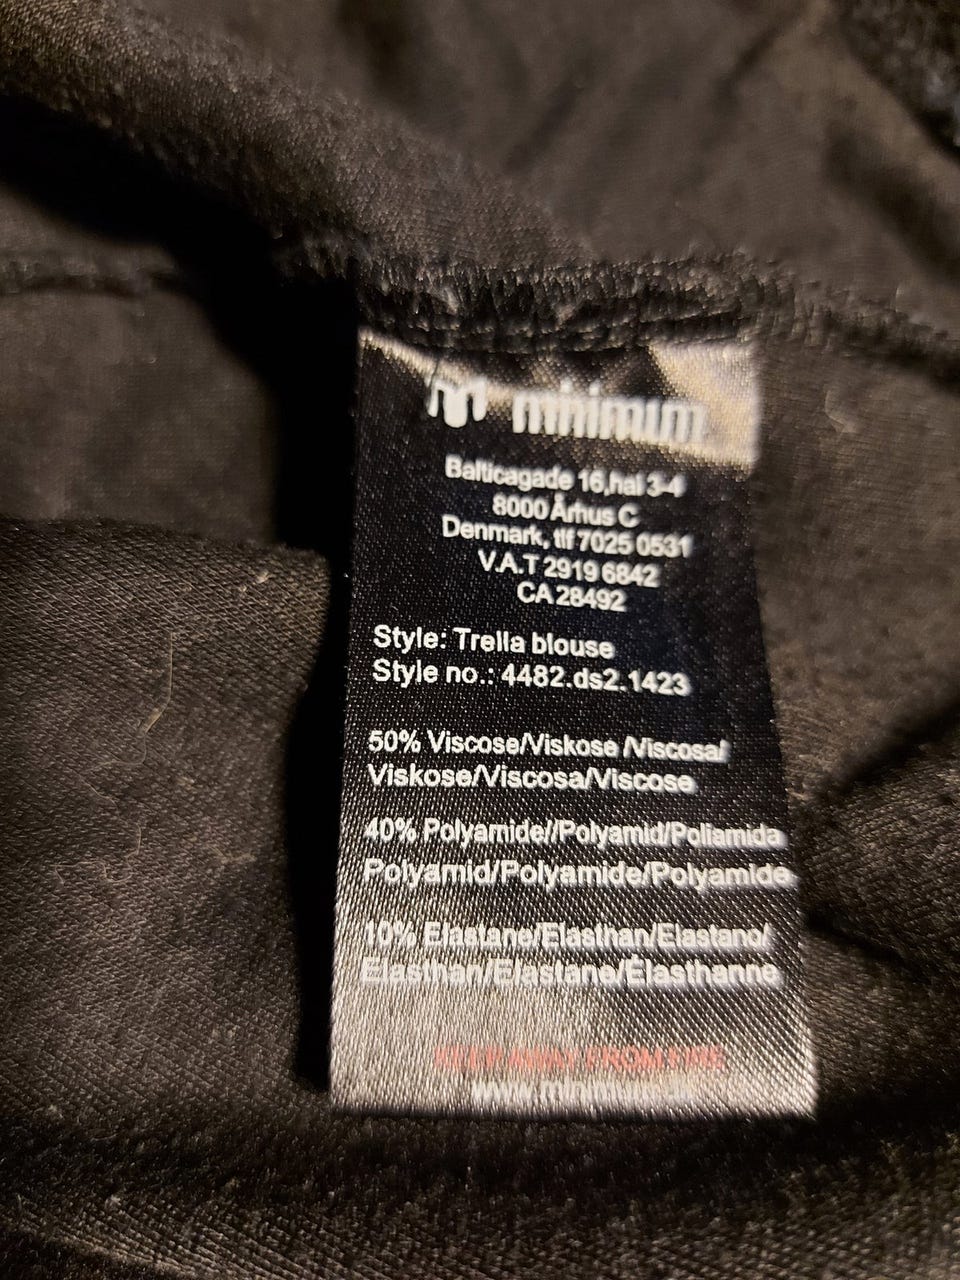 minimum
Balticagade 16,hal 3-4
8000 Århus C
Denmark, tlf 7025 0531
V.A.T 2919 6842
CA 28492
Style: Trella blouse
Style no.: 4482.ds2.1423
50% Viscose/Viskose /Viscosa/
Viskose/Viscosa/Viscose
40% Polyamide//Polyamid/Poliamida
Polyamid/Polyamide/Polyamide
10% Elastane/Elasthan/Elastano/
Elasthan/Elastane/Élasthanne
KEEP AWAY FROM FIRE